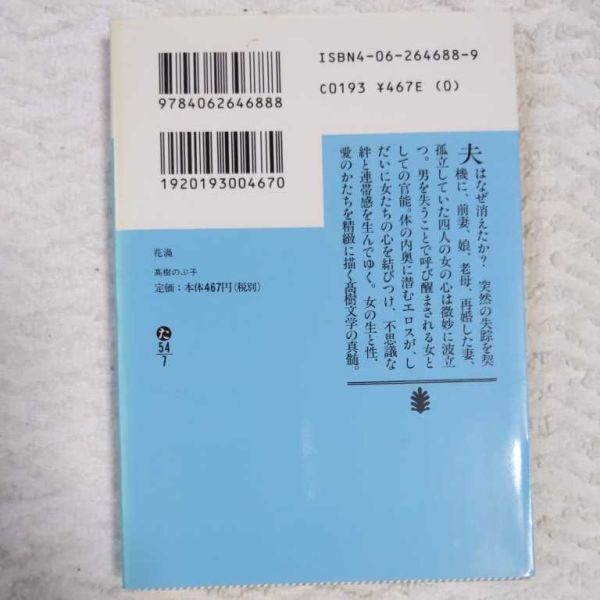 ISBN4-06-264688-9
C0193 ¥467E (0)
9784062646888
1920193004670
夫はなぜ消えたか? 突然の失踪を契
機に、前妻、娘、老母、再婚した妻、
孤立していた四人の女の心は微妙に波立
つ。男を失うことで呼び醒まされる女と
しての官能。体の内奥に潜むエロスが、し
だいに女たちの心を結びつけ、不思議な
絆と連帯感を生んでゆく。女の生と性、
愛のかたちを精緻に描く髙樹文学の真髄。
花渦
髙樹のぶ子
定価:本体467円(税別)
た
54
7